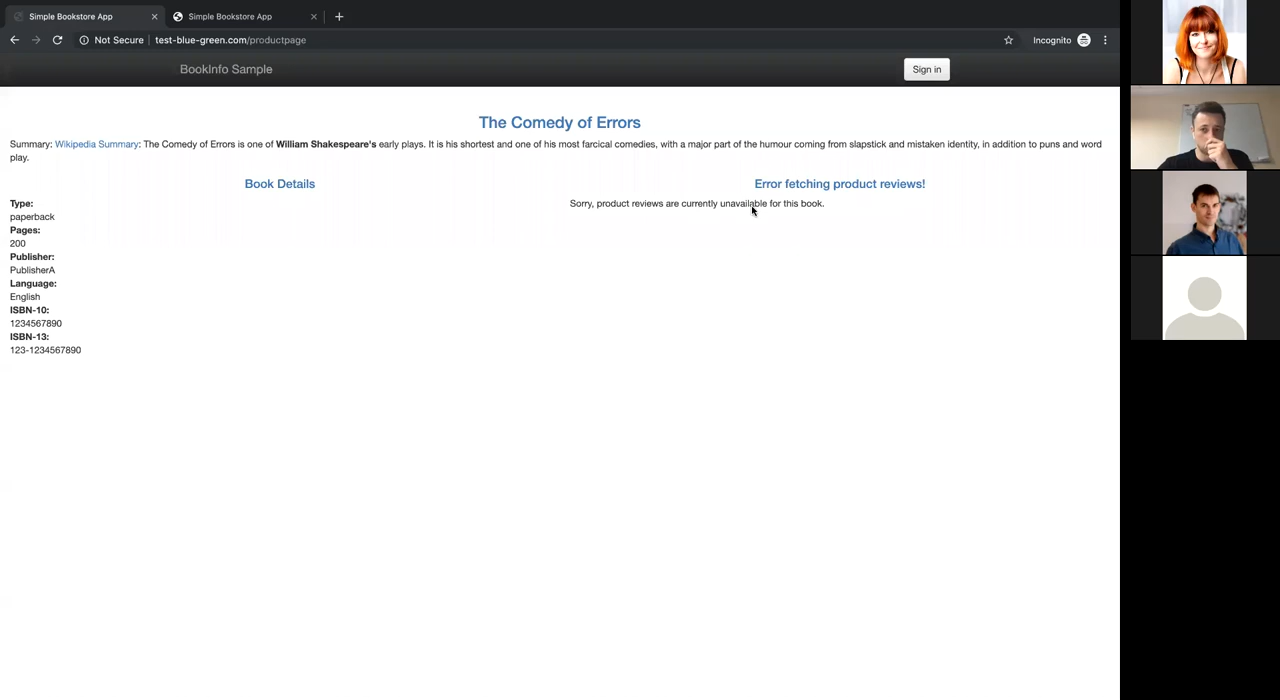 Simple Bookstore App
Simple Bookstore App
Not Secure
test-blue-green.com/productpage
Incognito
BookInfo Sample
Sign in
The Comedy of Errors
Summary: Wikipedia Summary: The Comedy of Errors is one of William Shakespeare's early plays. It is his shortest and one of his most farcical comedies, with a major part of the humour coming from slapstick and mistaken identity, in addition to puns and word
play.
Book Details
Type:
paperback
Pages:
200
Publisher:
PublisherA
Language:
English
ISBN-10:
1234567890
ISBN-13:
123-1234567890
Error fetching product reviews!
Sorry, product reviews are currently unavailable for this book.